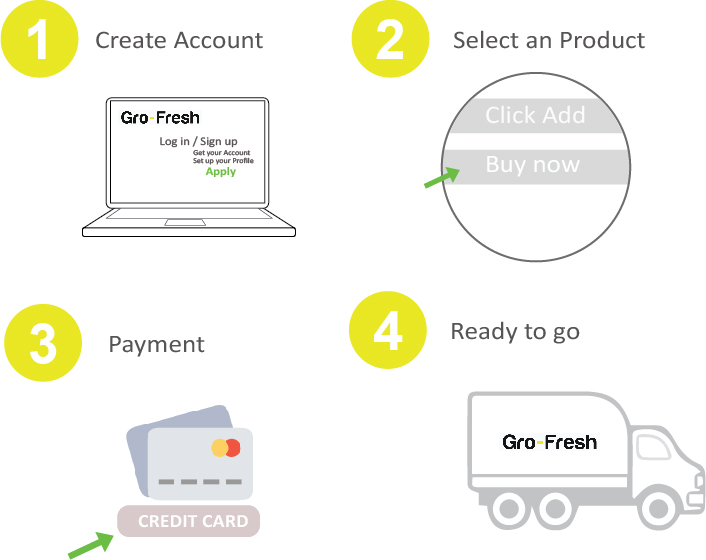 1
Create Account
Gro-Fresh
Log in / Sign up
Get your Account
Set up your Profile
Apply
2
Select an Product
Click Add
Buy now
3
Payment
CREDIT CARD
4
Ready to go
Gro-Fresh